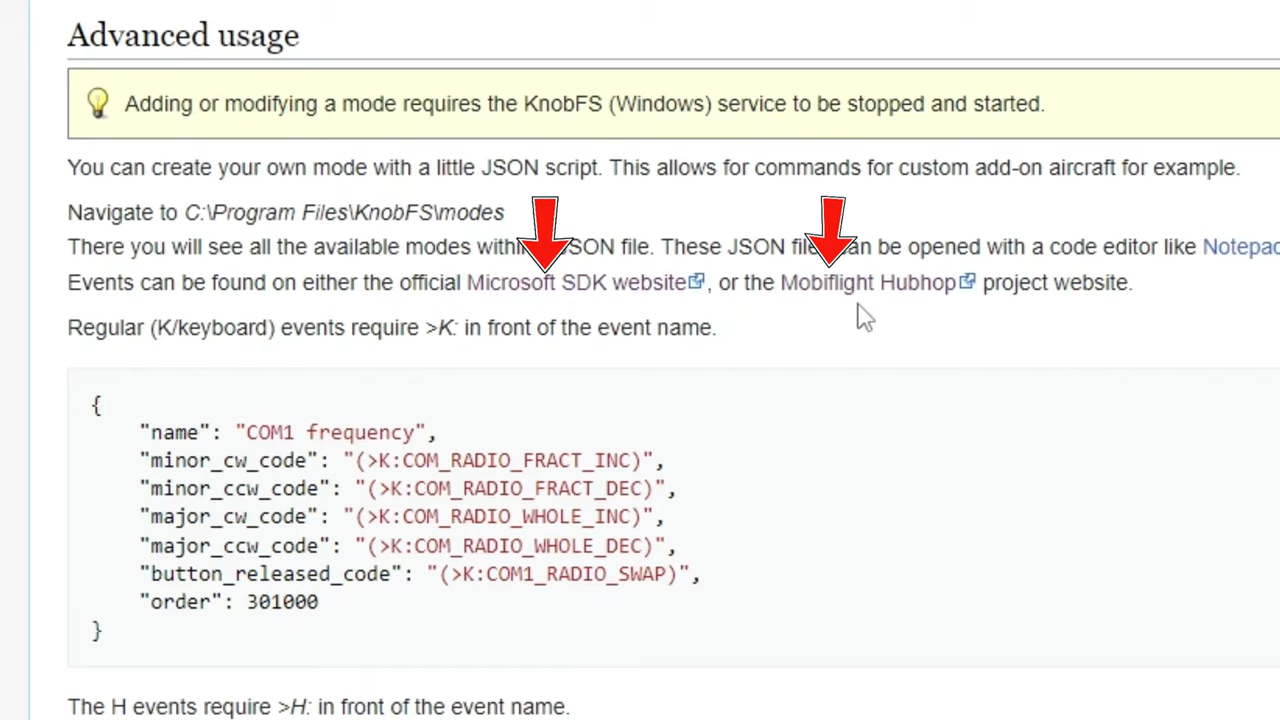 Advanced usage
Adding or modifying a mode requires the KnobFS (Windows) service to be stopped and started.
You can create your own mode with a little JSON script. This allows for commands for custom add-on aircraft for example.
Navigate to C:\Program Files\KnobFS\modes
There you will see all the available modes within JSON file. These JSON file can be opened with a code editor like
Events can be found on either the official Microsoft SDK website, or the Mobiflight Hubhop project website.
Regular (K/keyboard) events require >K: in front of the event name.
{
"name": "COM1 frequency",
"minor_cw_code": "(>K:COM_RADIO_FRACT_INC)",
"minor_ccw_code": "(>K:COM_RADIO_FRACT_DEC)",
"major_cw_code": "(>K:COM_RADIO_WHOLE_INC)",
"major_ccw_code": "(>K:COM_RADIO_WHOLE_DEC)",
"button_released_code": "(>K:COM1_RADIO_SWAP)",
"order": 301000
}
The H events require >H: in front of the event name.